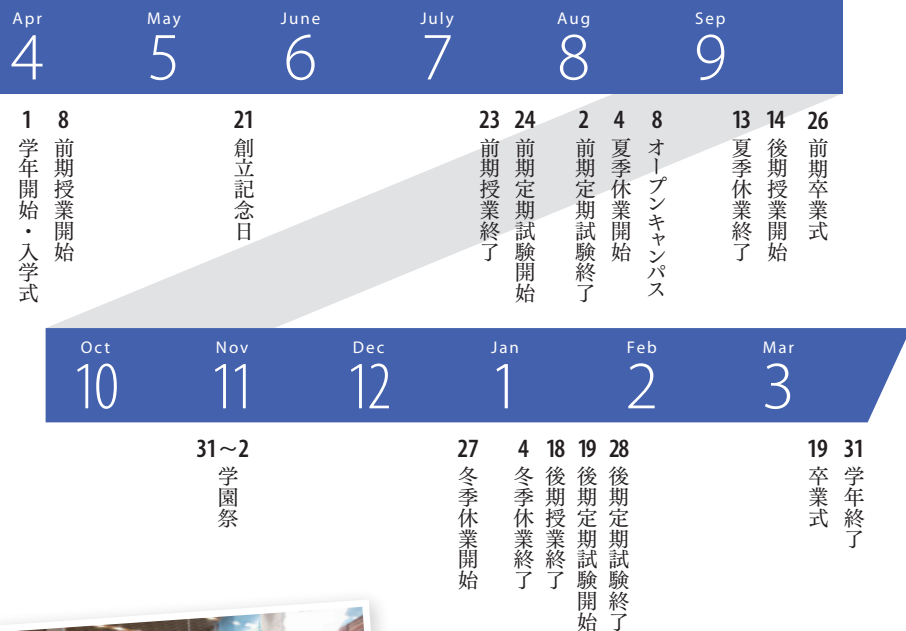 Apr
4
May
5
June
6
July
7
Aug
8
Sep
9
1 学年開始・入学式
8 前期授業開始
21 創立記念日
23 前期授業終了
24 前期定期試験開始
2 前期定期試験終了
4 夏季休業開始
8 オープンキャンパス
13 夏季休業終了
14 後期授業開始
26 前期卒業式
Oct
10
Nov
11
Dec
12
Jan
1
Feb
2
Mar
3
31～2 学園祭
27 冬季休業開始
4 冬季休業終了
18 後期授業終了
19 後期定期試験開始
28 後期定期試験終了
19 卒業式
31 学年終了